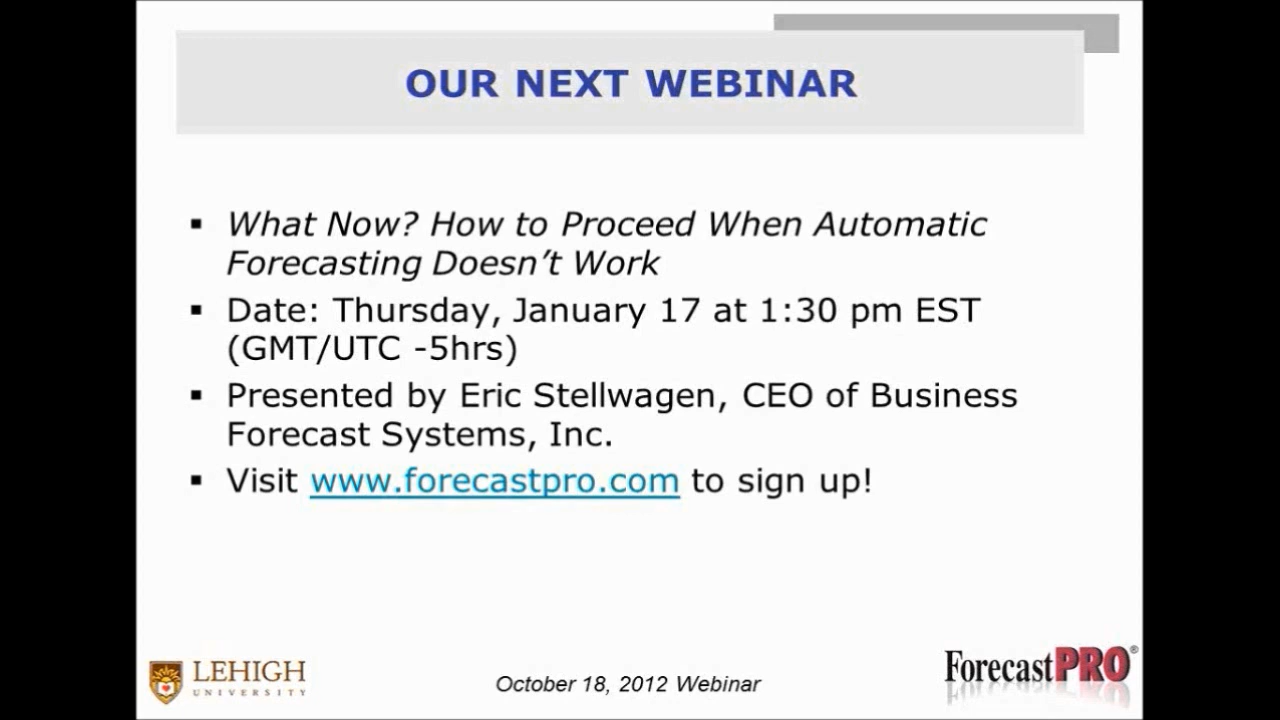 OUR NEXT WEBINAR
▪ What Now? How to Proceed When Automatic
Forecasting Doesn't Work
▪ Date: Thursday, January 17 at 1:30 pm EST
(GMT/UTC -5hrs)
▪ Presented by Eric Stellwagen, CEO of Business
Forecast Systems, Inc.
▪ Visit www.forecastpro.com to sign up!
LEHIGH
UNIVERSITY
October 18, 2012 Webinar
ForecastPRO®